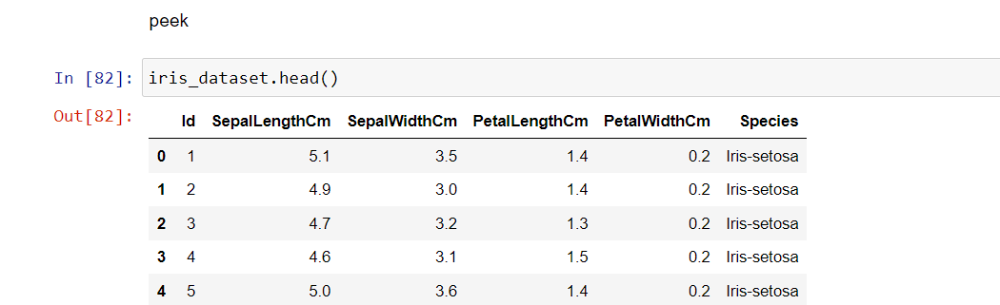 peek
In [82]: iris_dataset.head()
Out[82]:
Id SepalLengthCm SepalWidthCm PetalLengthCm PetalWidthCm Species
0 1 5.1 3.5 1.4 0.2 Iris-setosa
1 2 4.9 3.0 1.4 0.2 Iris-setosa
2 3 4.7 3.2 1.3 0.2 Iris-setosa
3 4 4.6 3.1 1.5 0.2 Iris-setosa
4 5 5.0 3.6 1.4 0.2 Iris-setosa